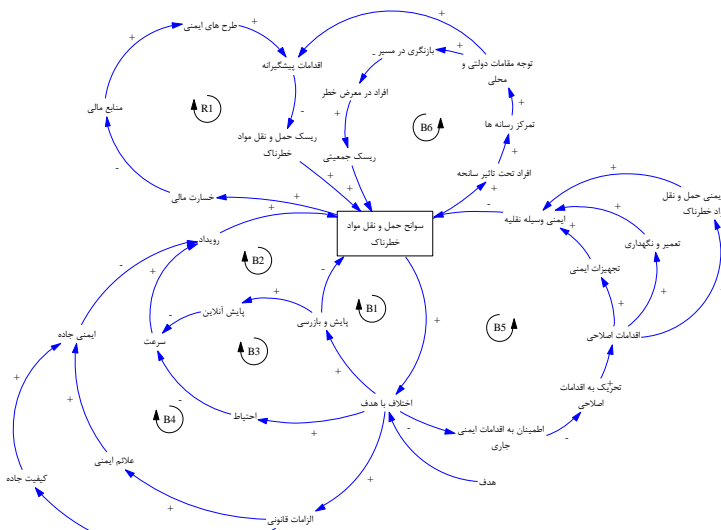 طرح های ایمنی
بازنگری در مسیر
توجه مقامات دولتی و
محلی
اقدامات پیشگیرانه
افراد در معرض خطر
منابع مالی
R1
B6
تمرکز رسانه ها
ریسک حمل و نقل مواد
خطرناک
ریسک جمعیتی
افراد تحت تاثیر سانحه
خسارت مالی
ایمنی حمل و نقل
واد خطرناک
سوانح حمل و نقل مواد
خطرناک
ایمنی وسیله نقلیه
رویداد
تعمیر و نگهداری
B2
تجهیزات ایمنی
B1
پایش آنلاین
پایش و بازرسی
B5
ایمنی جاده
سرعت
B3
اقدامات اصلاحی
تحریک به اقدامات
اصلاحی
احتیاط
اختلاف با هدف
B4
اطمینان به اقدامات ایمنی
جاری
علائم ایمنی
کیفیت جاده
هدف
الزامات قانونی